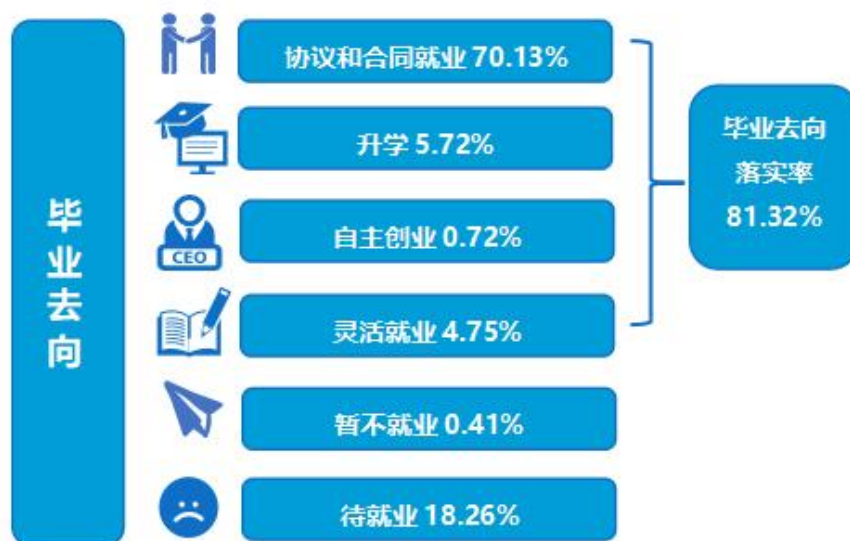 毕业去向
协议和合同就业 70.13%
升学 5.72%
自主创业 0.72%
CEO
灵活就业 4.75%
暂不就业 0.41%
待就业 18.26%
毕业去向
落实率
81.32%